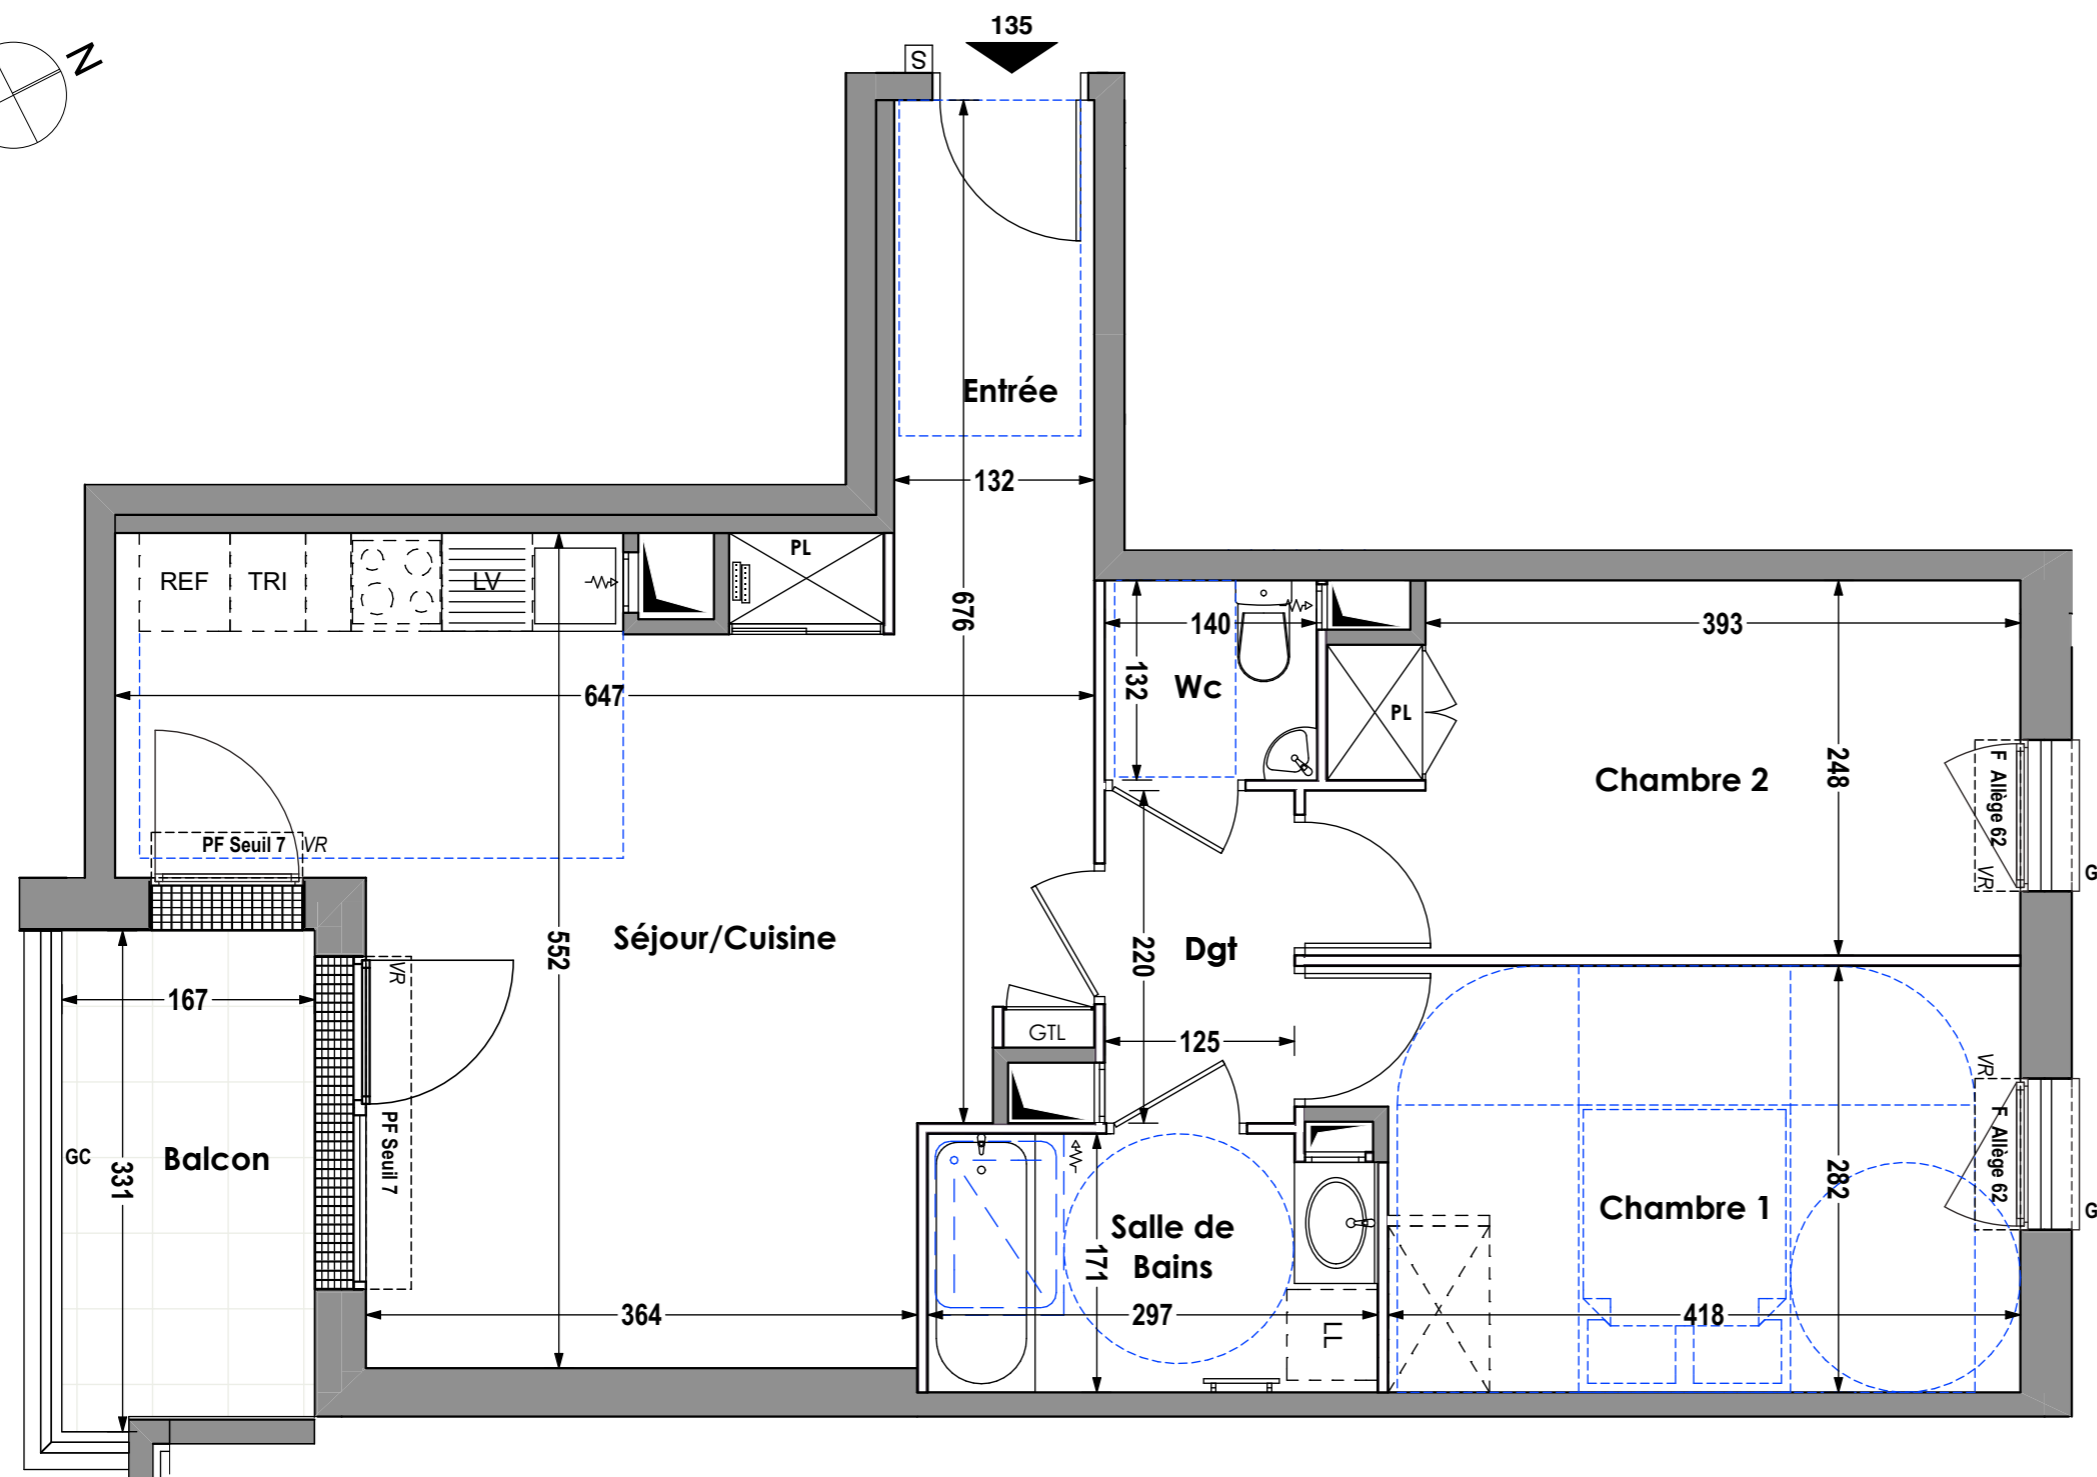 135
N
S
Entrée
132
676
REF
TRI
LV
PL
647
140
132
Wc
PL
393
248
Chambre 2
F Allège 62
VR
G
PF Seuil 7
VR
Séjour/Cuisine
552
220
Dgt
125
GTL
167
VR
PF Seuil 7
GC
331
Balcon
364
Salle de
Bains
171
297
LL
Chambre 1
282
418
VR
F Allège 62
G